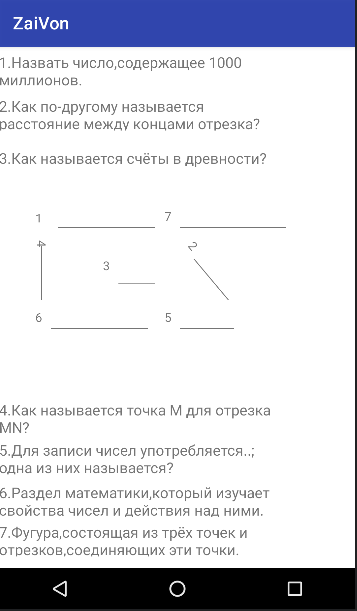 ZaiVon
1.Назвать число,содержащее 1000
миллионов.
2.Как по-другому называется
расстояние между концами отрезка?
3.Как называется счёты в древности?
1 7
4 2
3
6 5
4.Как называется точка М для отрезка
MN?
5.Для записи чисел употребляется..;
одна из них называется?
6.Раздел математики,который изучает
свойства чисел и действия над ними.
7.Фугура,состоящая из трёх точек и
отрезков,соединяющих эти точки.